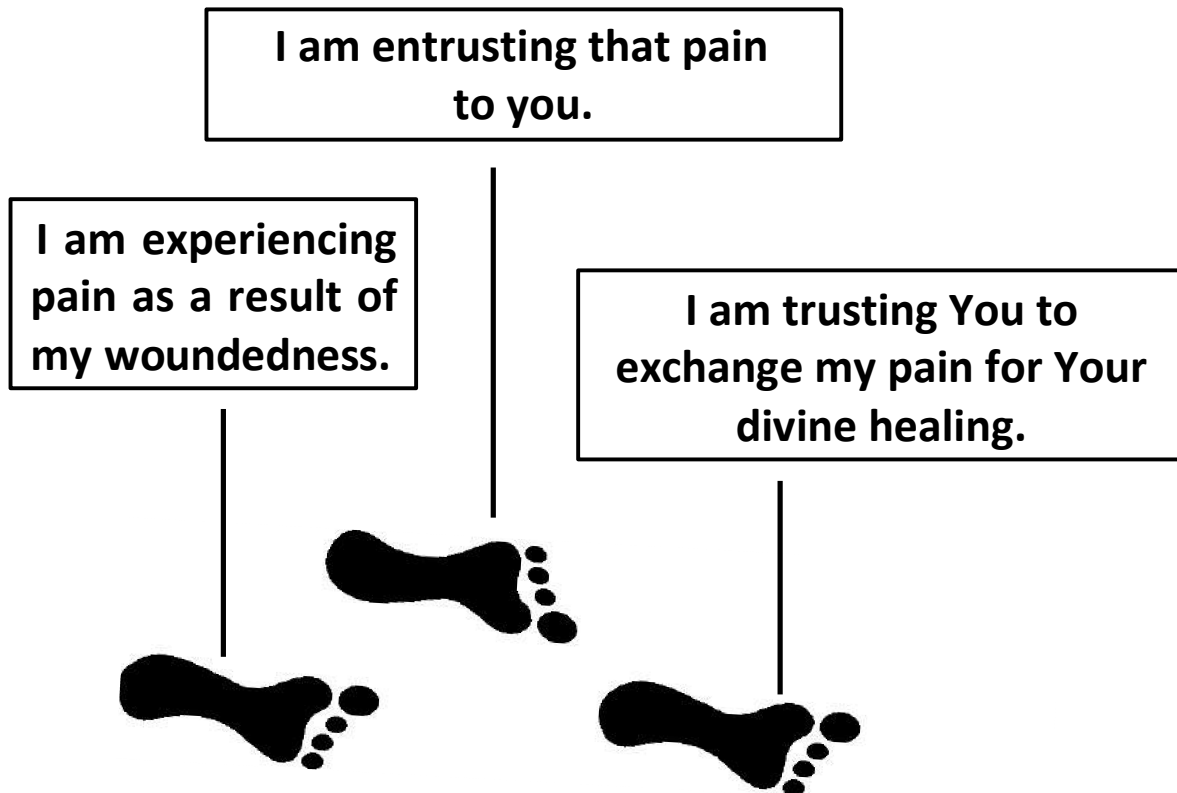 I am entrusting that pain
to you.
I am experiencing
pain as a result of
my woundedness.
I am trusting You to
exchange my pain for Your
divine healing.